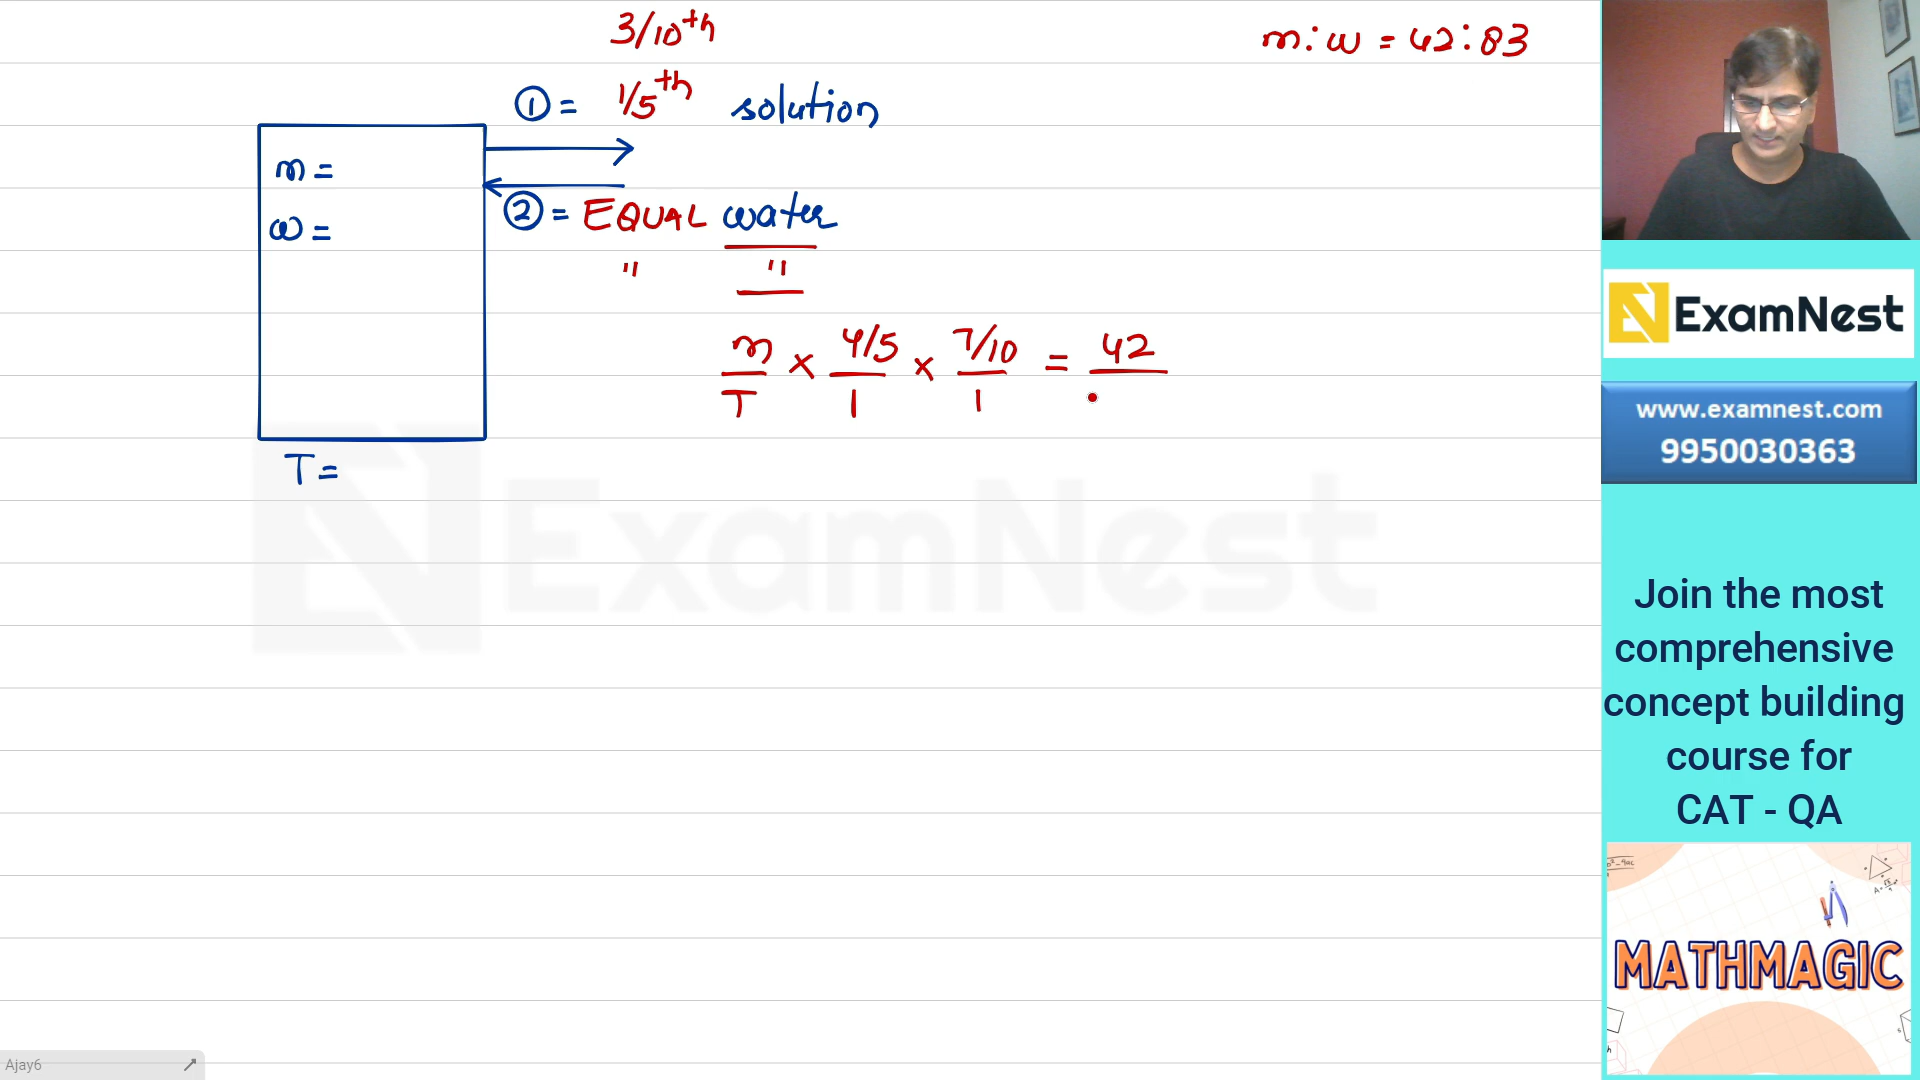 3/10th
m : w = 42 : 83
① = 1/5th solution
m =
w =
② = EQUAL water
" "
m/T × 4/5/1 × 7/10/1 = 42
T =
ExamNest
ExamNest
www.examnest.com
9950030363
Join the most
comprehensive
concept building
course for
CAT - QA
MATHMAGIC
Ajay6